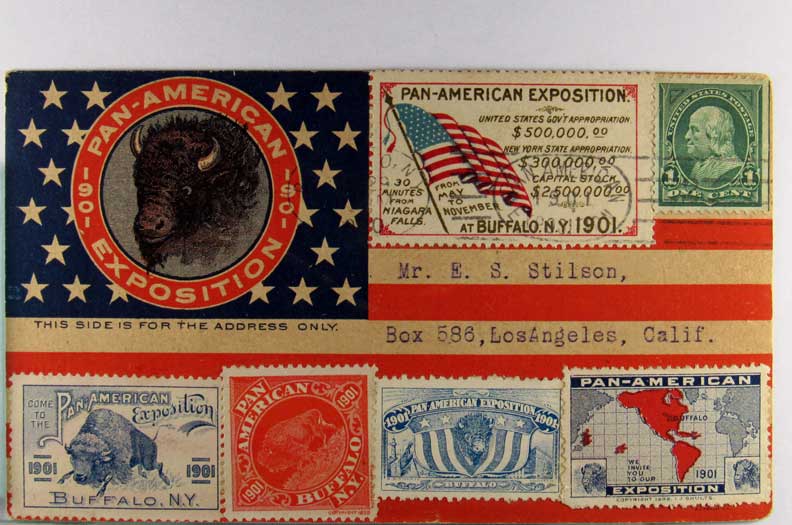 PAN-AMERICAN
1901 1901
EXPOSITION
THIS SIDE IS FOR THE ADDRESS ONLY.
PAN-AMERICAN EXPOSITION.
UNITED STATES GOV'T APPROPRIATION
$500,000.00
NEW YORK STATE APPROPRIATION
$300,000.00
CAPITAL STOCK
$2,500,000.00
30
MINUTES
FROM
NIAGARA
FALLS.
FROM
MAY
TO
NOVEMBER
AT BUFFALO, N.Y. 1901.
UNITED STATES POSTAGE
1 1
ONE CENT
Mr. E. S. Stilson,
Box 586,LosAngeles, Calif.
COME
TO THE
PAN-AMERICAN
Exposition
1901 1901
BUFFALO, N.Y.
PAN
AMERICAN
1901
1901
BUFFALO
N.Y.
COPYRIGHT
1901 PAN-AMERICAN EXPOSITION 1901
BUFFALO
PAN-AMERICAN
BUFFALO
WE
INVITE
YOU
TO OUR
1901
EXPOSITION
COPYRIGHT